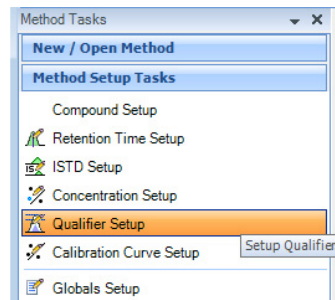 Method Tasks
New / Open Method
Method Setup Tasks
Compound Setup
Retention Time Setup
ISTD Setup
Concentration Setup
Qualifier Setup
Setup Qualifier
Calibration Curve Setup
Globals Setup